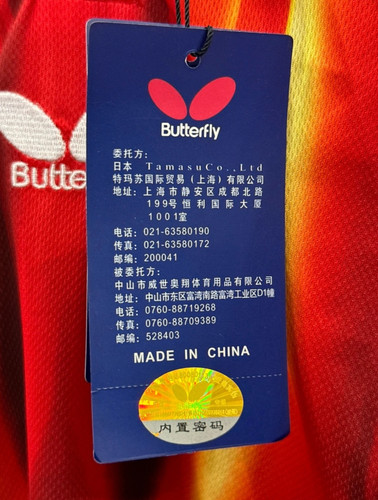 Butterfly
Butte
委托方:
日本 TamasuCo.,Ltd
特玛苏国际贸易(上海)有限公司
地址: 上海市静安区成都北路
199号恒利国际大厦
1001室
电话: 021-63580190
传真: 021-63580172
邮编: 200041
被委托方:
中山市威世奥翔体育用品有限公司
地址:中山市东区富湾南路富湾工业区D1幢
电话: 0760-88719268
传真: 0760-88709389
邮编: 528403
MADE IN CHINA
内置密码